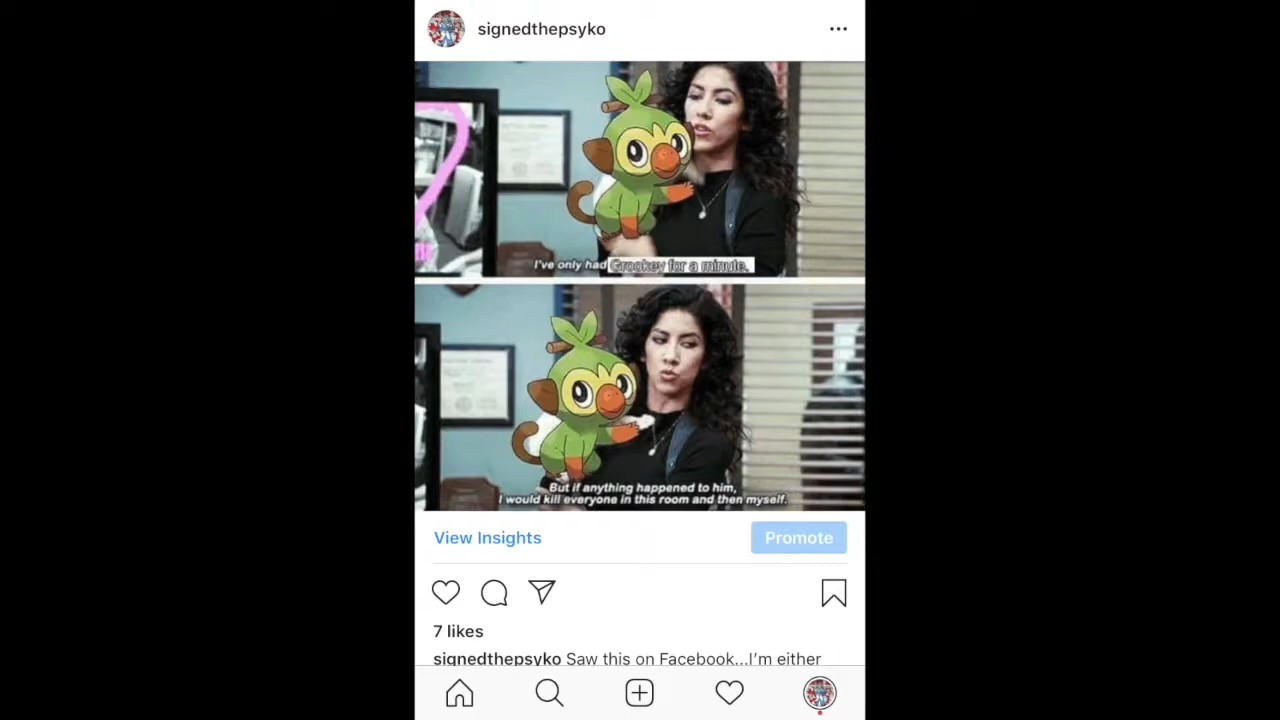 signedthepsyko
I've only had Grookey for a minute.
But if anything happened to him,
I would kill everyone in this room and then myself.
View Insights
Promote
7 likes
signedthepsyko Saw this on Facebook...I'm either